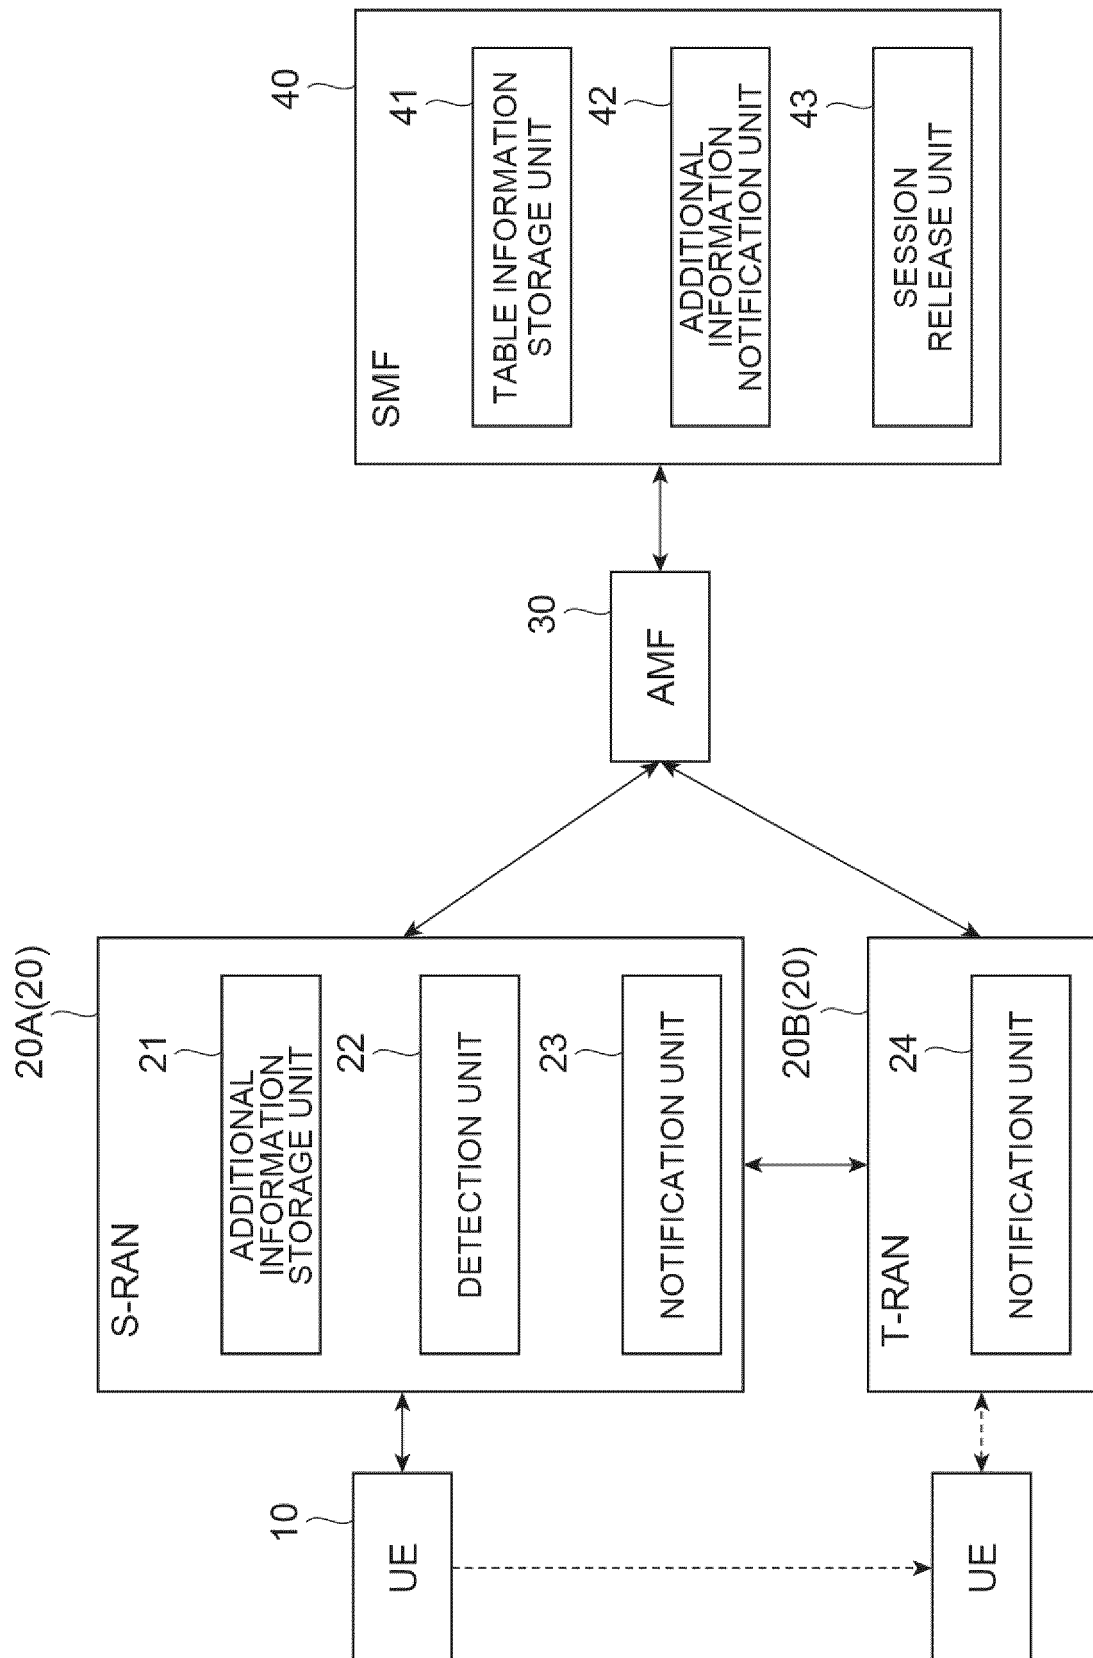 10
UE
UE
20A(20)
S-RAN
21
ADDITIONAL
INFORMATION
STORAGE UNIT
22
DETECTION UNIT
23
NOTIFICATION UNIT
20B(20)
T-RAN
24
NOTIFICATION UNIT
30
AMF
40
SMF
41
TABLE INFORMATION
STORAGE UNIT
42
ADDITIONAL
INFORMATION
NOTIFICATION UNIT
43
SESSION
RELEASE UNIT